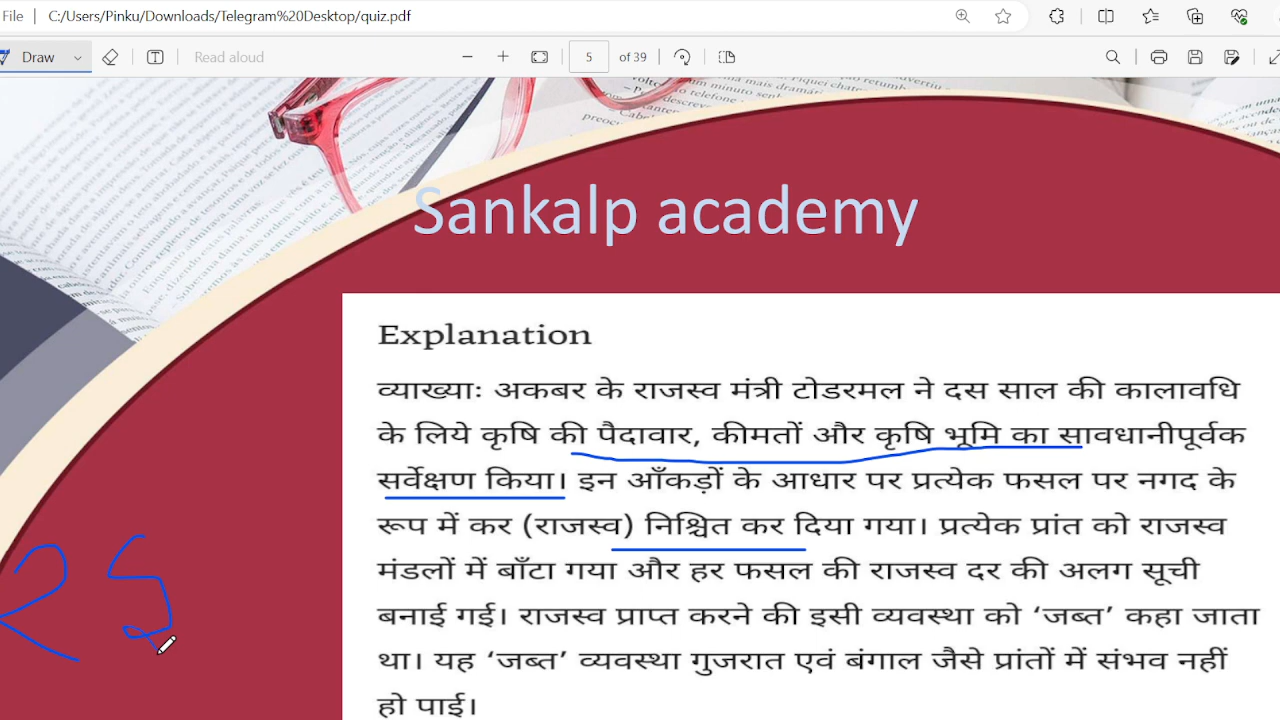 File C:/Users/Pinku/Downloads/Telegram%20Desktop/quiz.pdf
Draw Read aloud 5 of 39
Sankalp academy
Explanation
व्याख्याः अकबर के राजस्व मंत्री टोडरमल ने दस साल की कालावधि
के लिये कृषि की पैदावार, कीमतों और कृषि भूमि का सावधानीपूर्वक
सर्वेक्षण किया। इन आँकड़ों के आधार पर प्रत्येक फसल पर नगद के
रूप में कर (राजस्व) निश्चित कर दिया गया। प्रत्येक प्रांत को राजस्व
मंडलों में बाँटा गया और हर फसल की राजस्व दर की अलग सूची
बनाई गई। राजस्व प्राप्त करने की इसी व्यवस्था को ‘जब्त’ कहा जाता
था। यह ‘जब्त’ व्यवस्था गुजरात एवं बंगाल जैसे प्रांतों में संभव नहीं
हो पाई।
25